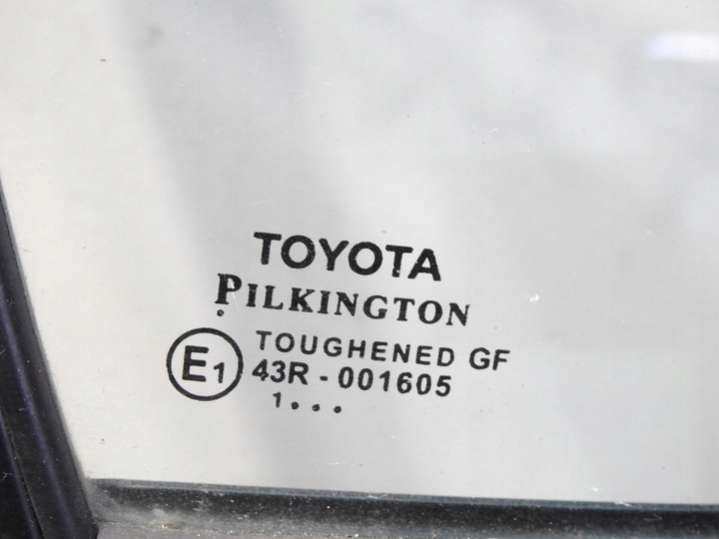 TOYOTA
PILKINGTON
TOUGHENED GF
E1 43R - 001605
1...